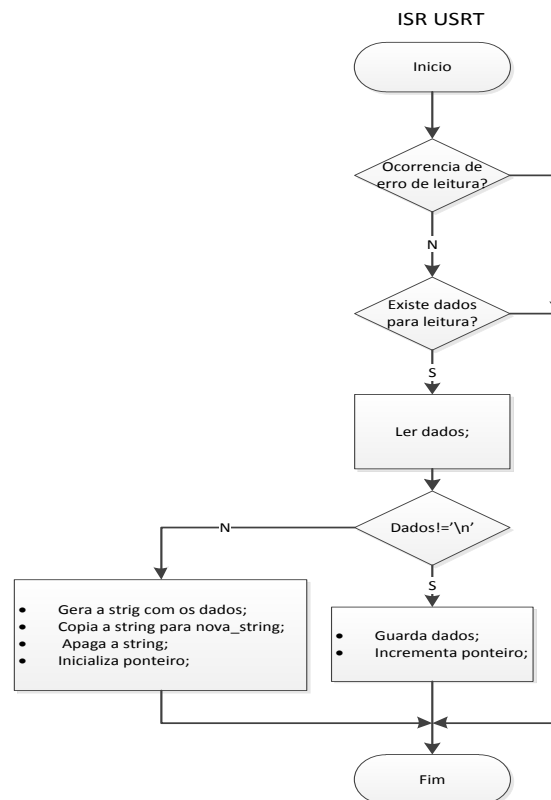 ISR USRT
Inicio
Ocorrencia de
erro de leitura?
N
Existe dados
para leitura?
S
Ler dados;
Dados!='\n'
N
S
• Gera a strig com os dados;
• Copia a string para nova_string;
• Apaga a string;
• Inicializa ponteiro;
• Guarda dados;
• Incrementa ponteiro;
Fim